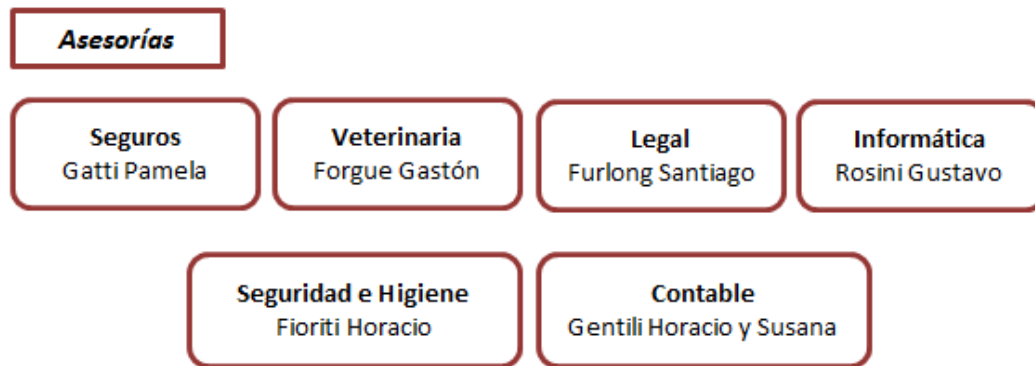 Asesorías
Seguros
Gatti Pamela
Veterinaria
Forgue Gastón
Legal
Furlong Santiago
Informática
Rosini Gustavo
Seguridad e Higiene
Fioriti Horacio
Contable
Gentili Horacio y Susana